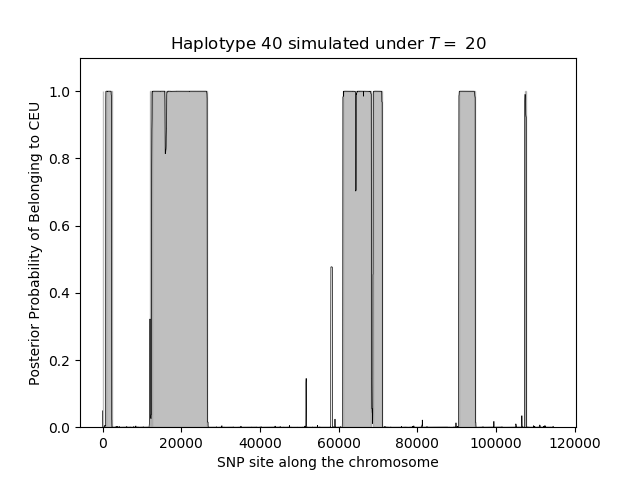 Haplotype 40 simulated under T = 20
Posterior Probability of Belonging to CEU
1.0
0.8
0.6
0.4
0.2
0.0
0 20000 40000 60000 80000 100000 120000
SNP site along the chromosome